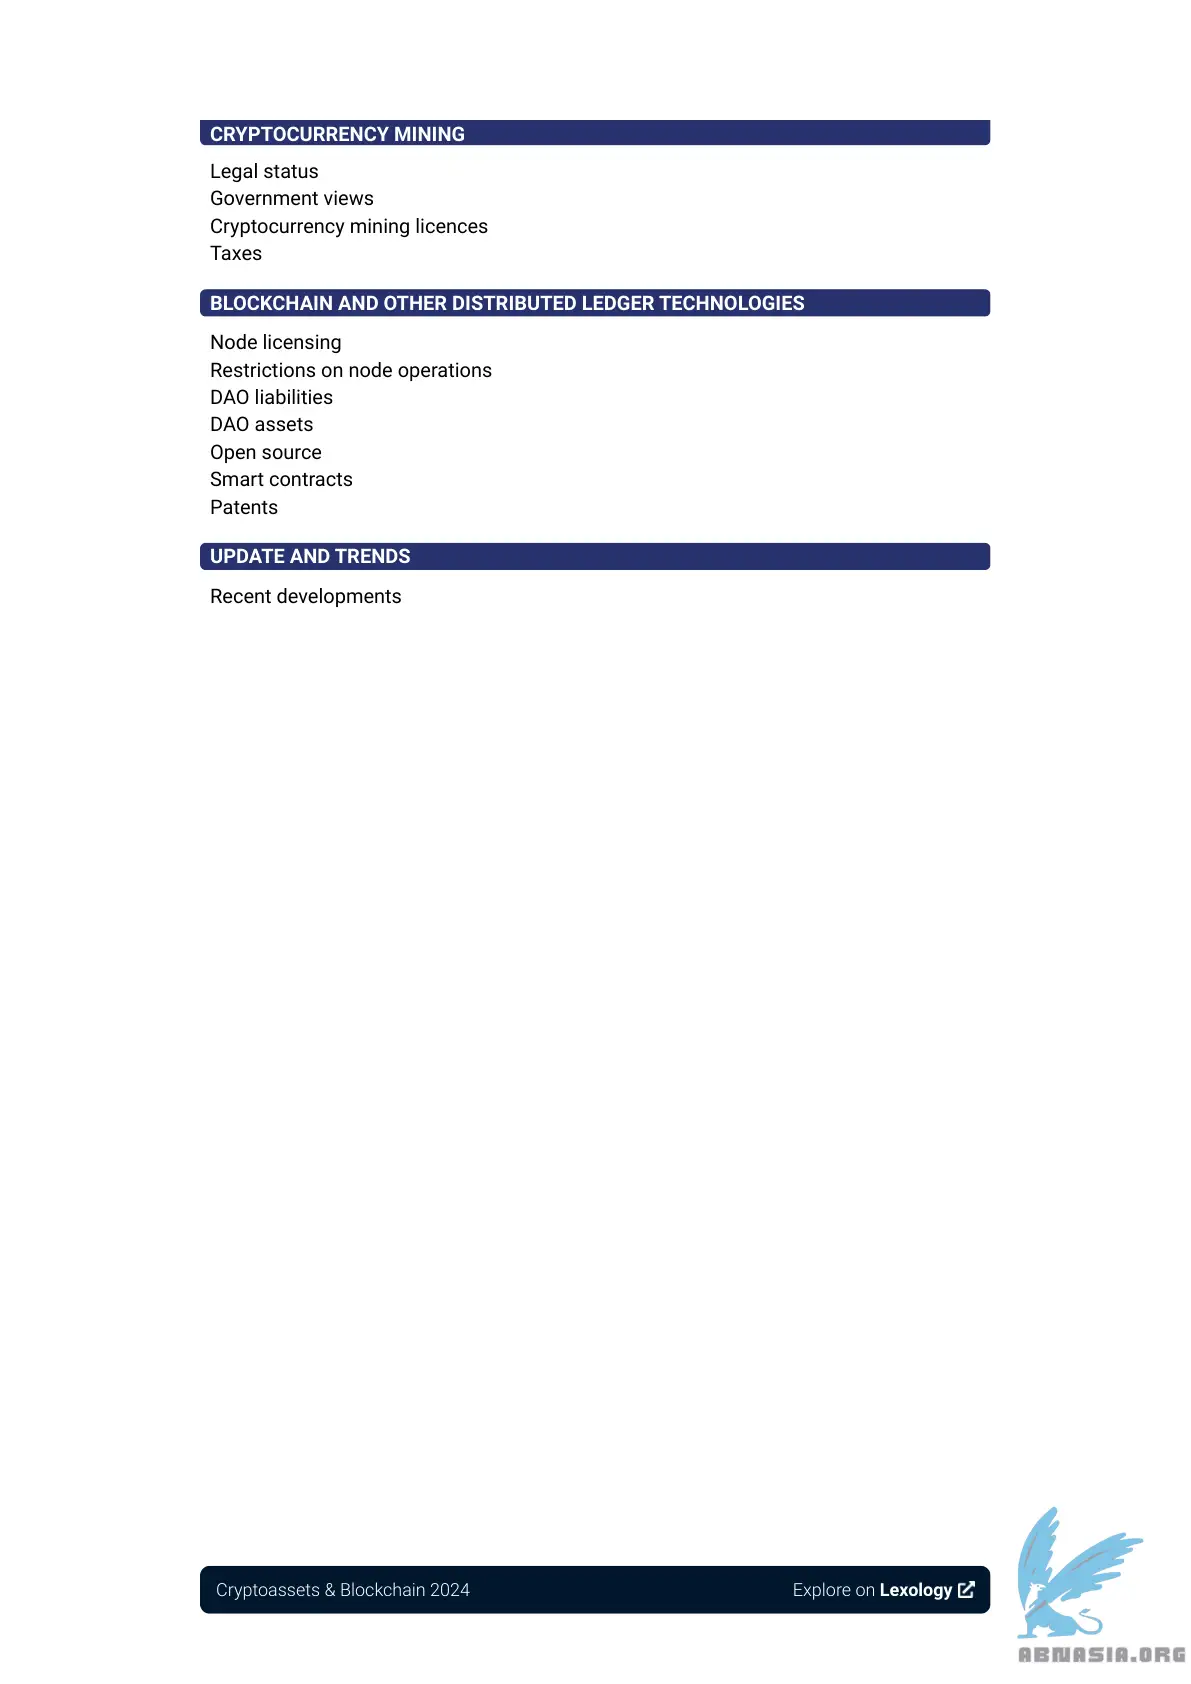 CRYPTOCURRENCY MINING
Legal status
Government views
Cryptocurrency mining licences
Taxes
BLOCKCHAIN AND OTHER DISTRIBUTED LEDGER TECHNOLOGIES
Node licensing
Restrictions on node operations
DAO liabilities
DAO assets
Open source
Smart contracts
Patents
UPDATE AND TRENDS
Recent developments
Cryptoassets & Blockchain 2024
Explore on Lexology
ABNASIA.ORG